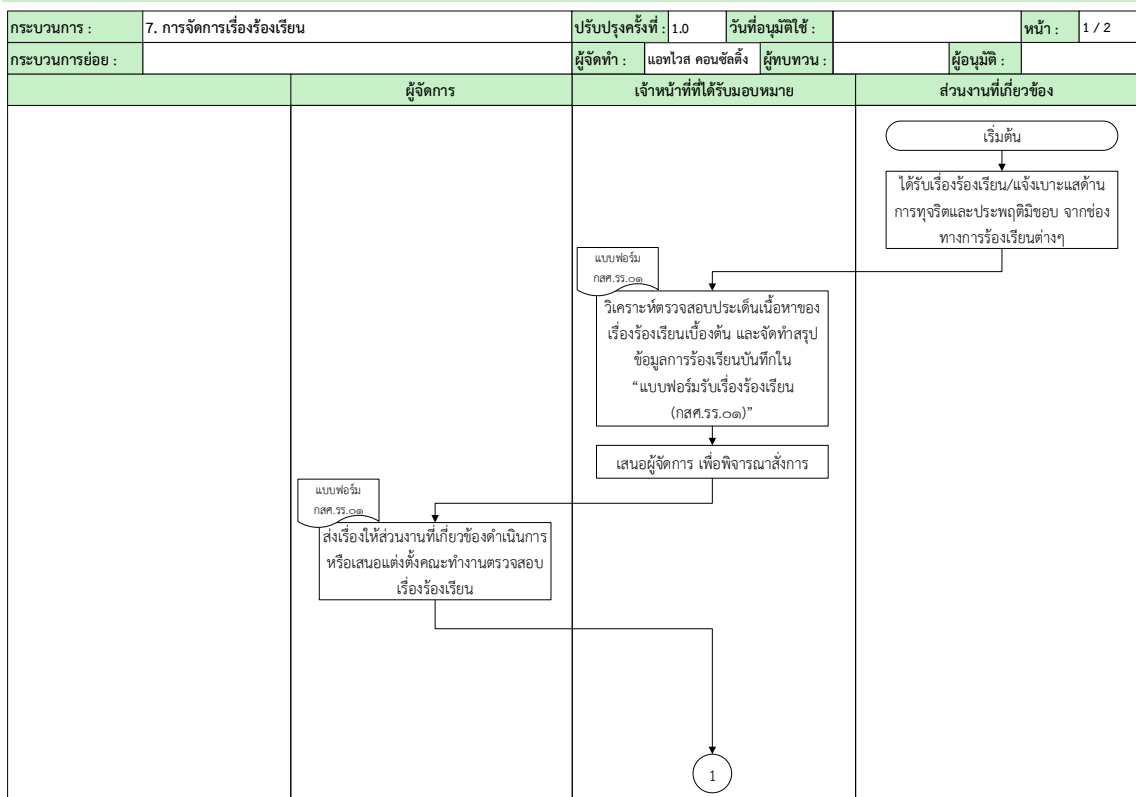 กระบวนการ : 7. การจัดการเรื่องร้องเรียน ปรับปรุงครั้งที่ : 1.0 วันที่อนุมัติใช้ : หน้า : 1 / 2
กระบวนการย่อย : ผู้จัดทำ : แอทไวส คอนซัลติ้ง ผู้ทบทวน : ผู้อนุมัติ :
ผู้จัดการ เจ้าหน้าที่ที่ได้รับมอบหมาย ส่วนงานที่เกี่ยวข้อง
เริ่มต้น
ได้รับเรื่องร้องเรียน/แจ้งเบาะแสด้าน
การทุจริตและประพฤติมิชอบ จากช่อง
ทางการร้องเรียนต่างๆ
แบบฟอร์ม
กสศ.รร.๐๑
วิเคราะห์ตรวจสอบประเด็นเนื้อหาของ
เรื่องร้องเรียนเบื้องต้น และจัดทำสรุป
ข้อมูลการร้องเรียนบันทึกใน
“แบบฟอร์มรับเรื่องร้องเรียน
(กสศ.รร.๐๑)”
เสนอผู้จัดการ เพื่อพิจารณาสั่งการ
แบบฟอร์ม
กสศ.รร.๐๑
ส่งเรื่องให้ส่วนงานที่เกี่ยวข้องดำเนินการ
หรือเสนอแต่งตั้งคณะทำงานตรวจสอบ
เรื่องร้องเรียน
1